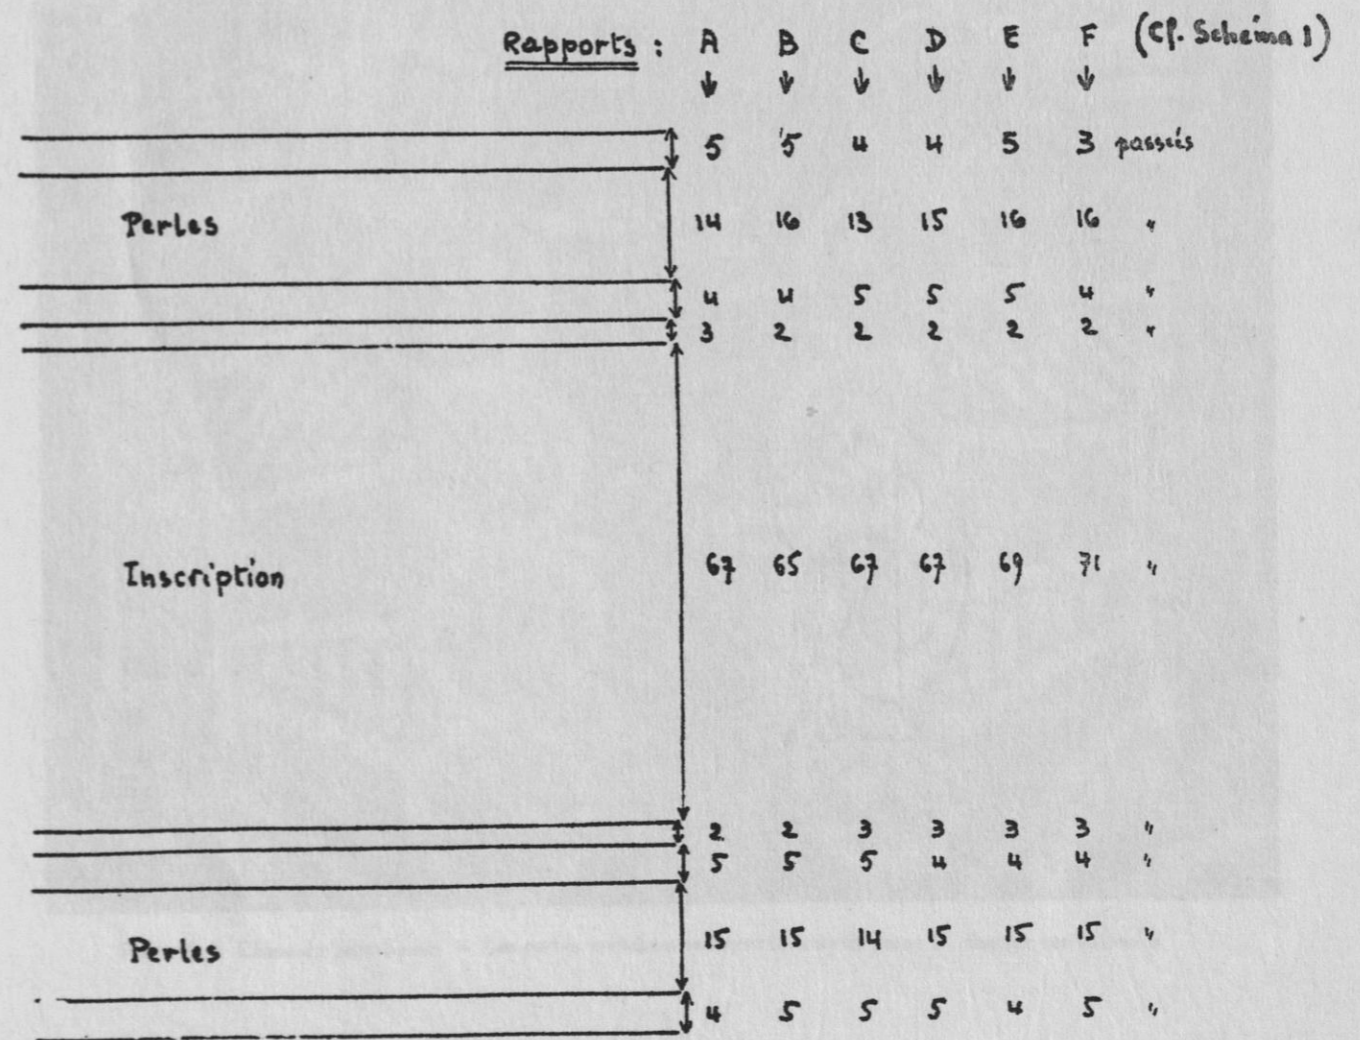 Rapports : A B C D E F (Cf. Schéma 1)
5 5 4 4 5 3 passées
Perles 14 16 13 15 16 16 "
4 4 5 5 5 4 "
3 2 2 2 2 2 "
Inscription 67 65 67 67 69 71 "
2 2 3 3 3 3 "
5 5 5 4 4 4 "
Perles 15 15 14 15 15 15 "
4 5 5 5 4 5 "